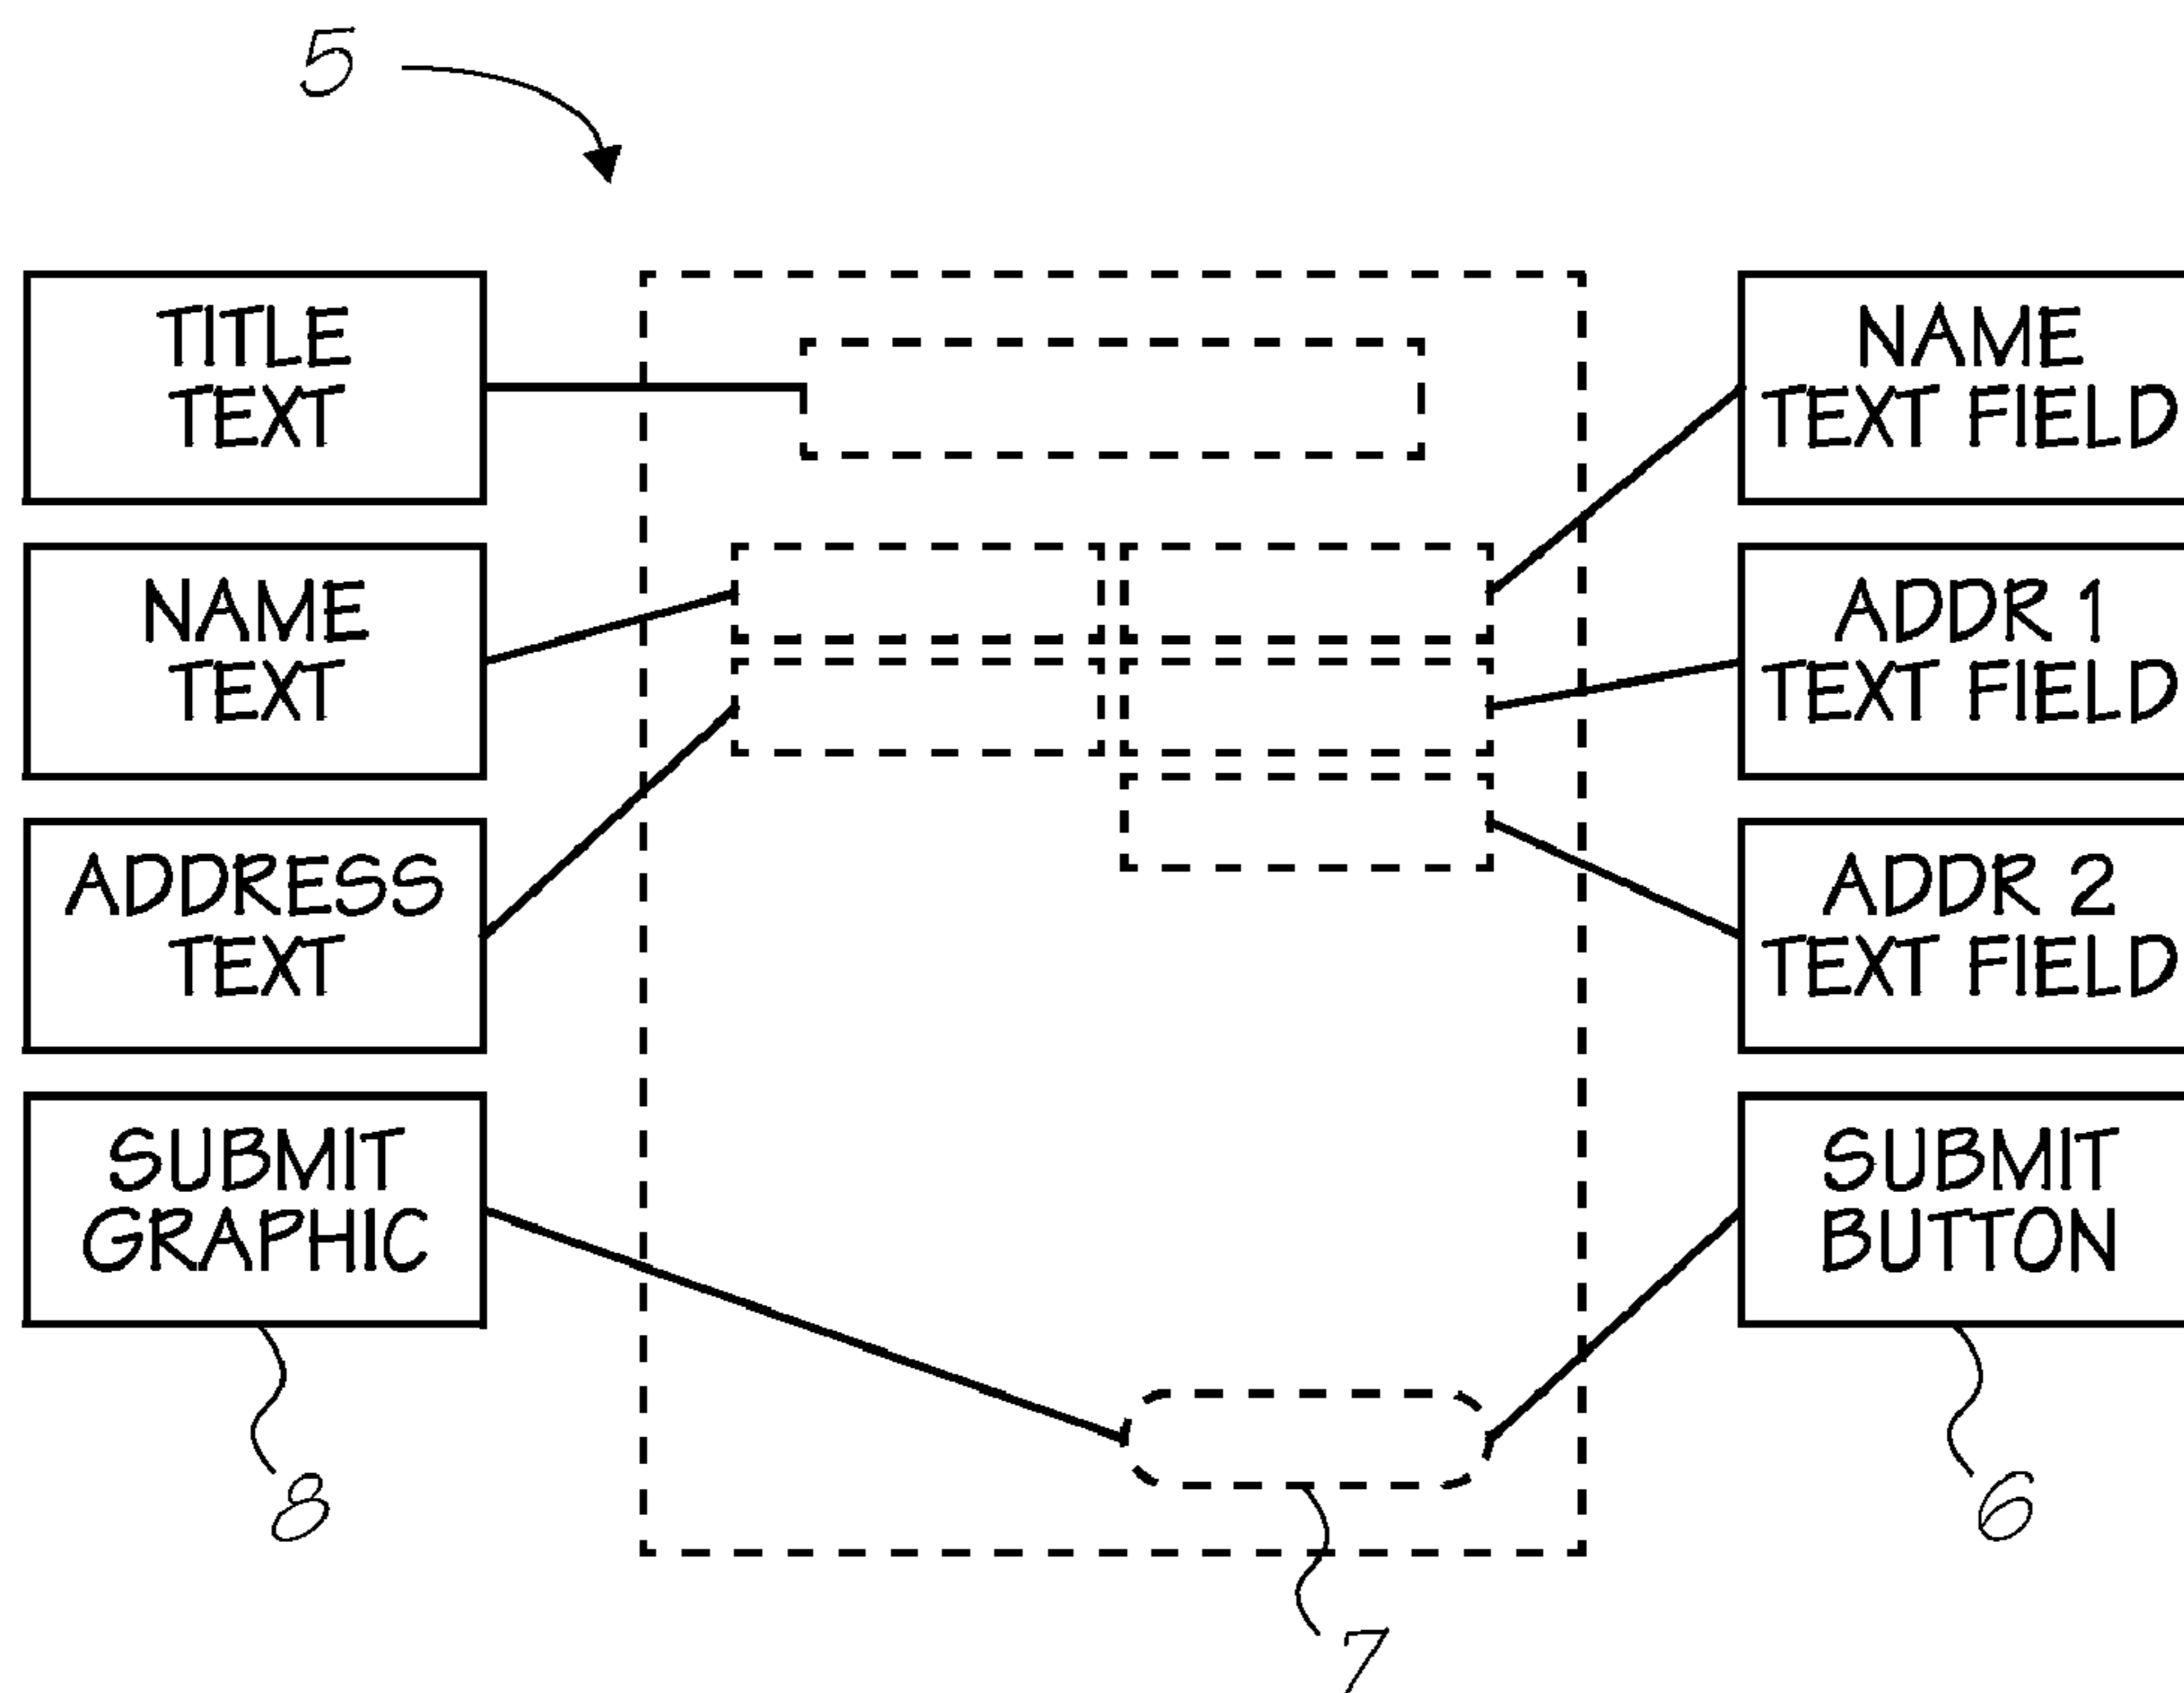 5
TITLE
TEXT
NAME
TEXT
ADDRESS
TEXT
SUBMIT
GRAPHIC
8
NAME
TEXT FIELD
ADDR 1
TEXT FIELD
ADDR 2
TEXT FIELD
SUBMIT
BUTTON
6
7